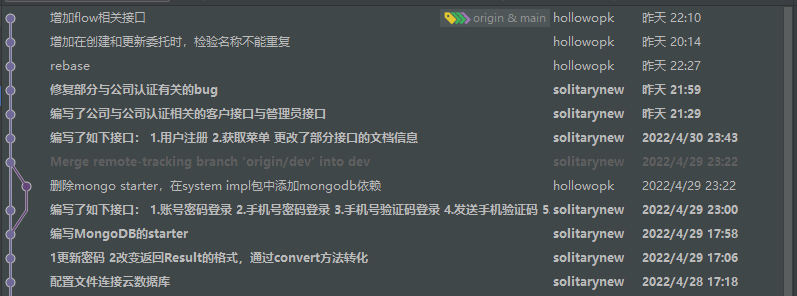 增加flow相关接口 origin & main hollowopk 昨天 22:10
增加在创建和更新委托时，检验名称不能重复 hollowopk 昨天 20:14
rebase hollowopk 昨天 22:27
修复部分与公司认证有关的bug solitarynew 昨天 21:59
编写了公司与公司认证相关的客户接口与管理员接口 solitarynew 昨天 21:29
编写了如下接口： 1.用户注册 2.获取菜单 更改了部分接口的文档信息 solitarynew 2022/4/30 23:43
Merge remote-tracking branch 'origin/dev' into dev solitarynew 2022/4/29 23:22
删除mongo starter，在system impl包中添加mongodb依赖 hollowopk 2022/4/29 23:22
编写了如下接口： 1.账号密码登录 2.手机号密码登录 3.手机号验证码登录 4.发送手机验证码 5 solitarynew 2022/4/29 23:00
编写MongoDB的starter solitarynew 2022/4/29 17:58
1更新密码 2改变返回Result的格式，通过convert方法转化 solitarynew 2022/4/29 17:06
配置文件连接云数据库 solitarynew 2022/4/28 17:18